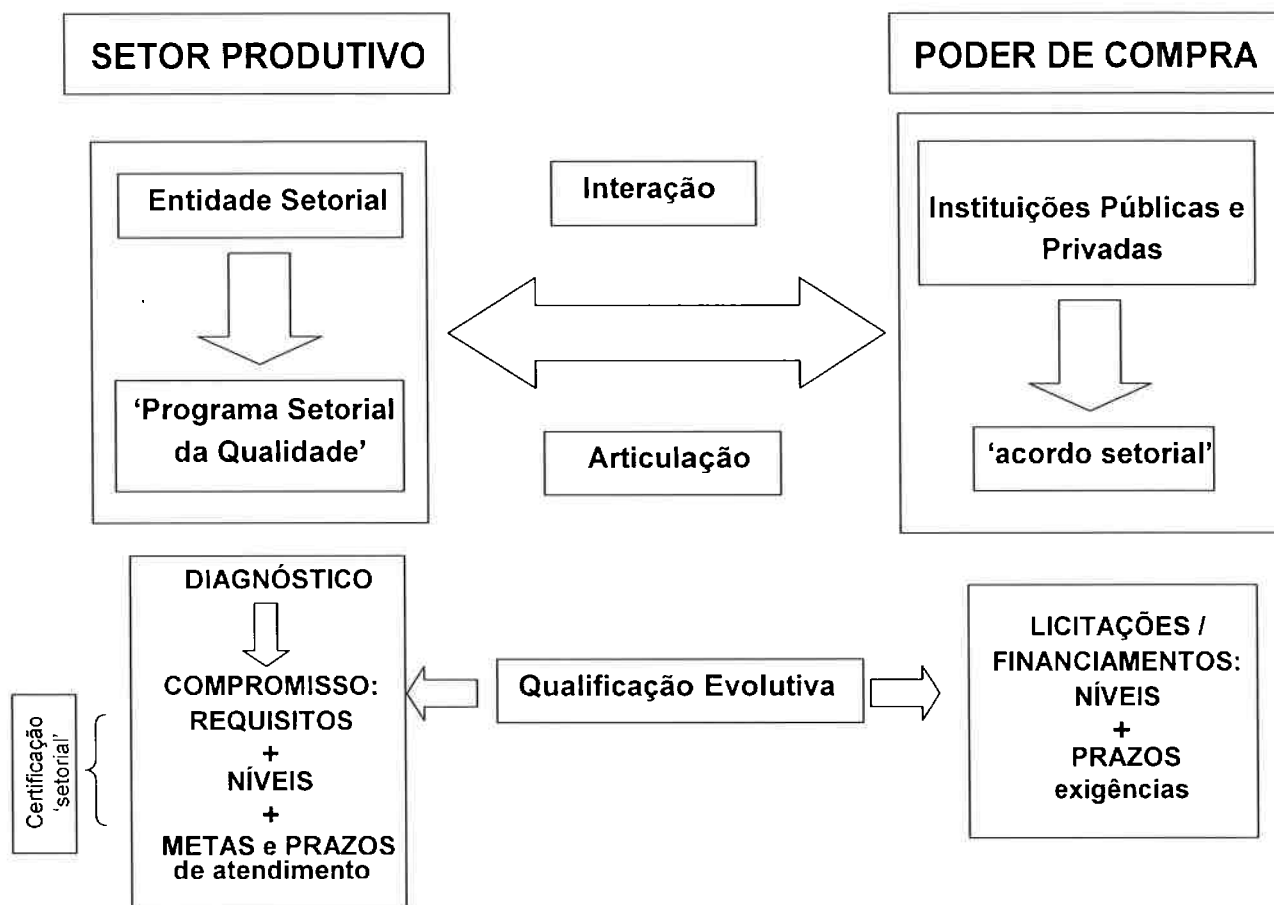 SETOR PRODUTIVO
PODER DE COMPRA
Entidade Setorial
‘Programa Setorial
da Qualidade’
Interação
Articulação
Instituições Públicas e
Privadas
‘acordo setorial’
DIAGNÓSTICO
COMPROMISSO:
REQUISITOS
+
NÍVEIS
+
METAS e PRAZOS
de atendimento
Certificação
‘setorial’
Qualificação Evolutiva
LICITAÇÕES /
FINANCIAMENTOS:
NÍVEIS
+
PRAZOS
exigências